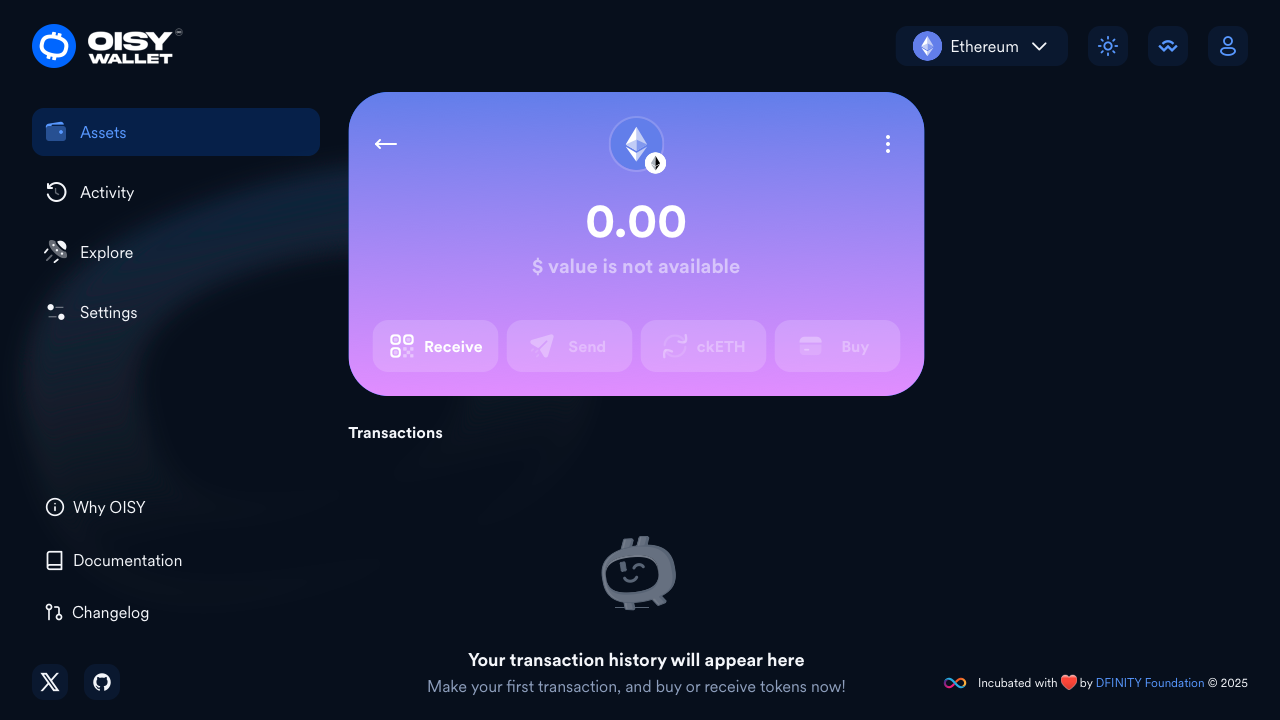 OISY
WALLET
Ethereum
Assets
Activity
Explore
Settings
0.00
$ value is not available
Receive
Send
ckETH
Buy
Transactions
Why OISY
Documentation
Changelog
Your transaction history will appear here
Make your first transaction, and buy or receive tokens now!
Incubated with ❤️ by DFINITY Foundation © 2025